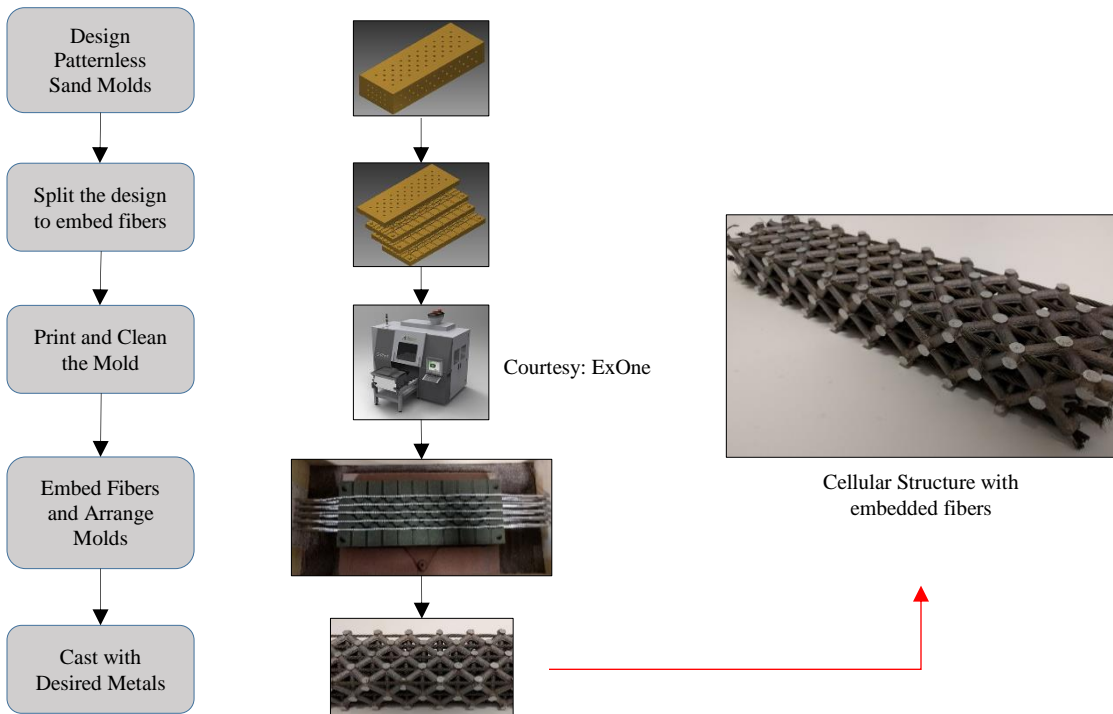 Design
Patternless
Sand Molds
Split the design
to embed fibers
Print and Clean
the Mold
Courtesy: ExOne
Embed Fibers
and Arrange
Molds
Cast with
Desired Metals
Cellular Structure with
embedded fibers